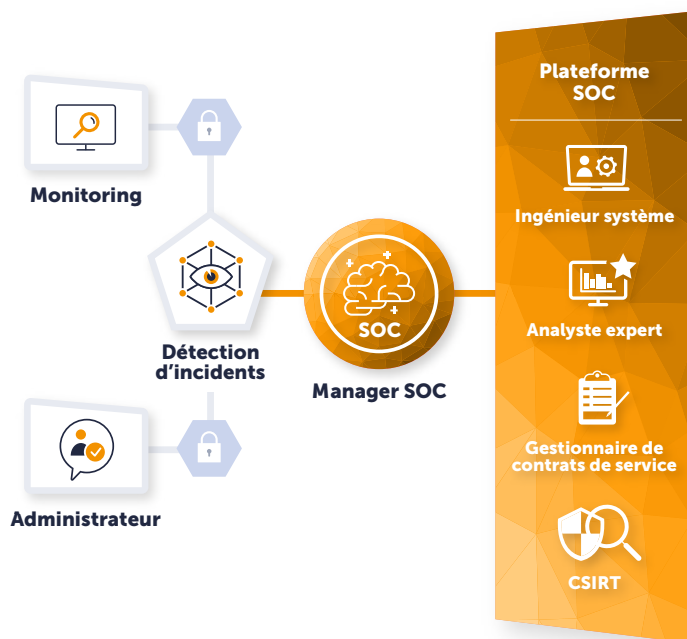 Plateforme
SOC
Monitoring
Ingénieur système
SOC
Analyste expert
Détection
d’incidents
Manager SOC
Gestionnaire de
contrats de service
Administrateur
CSIRT